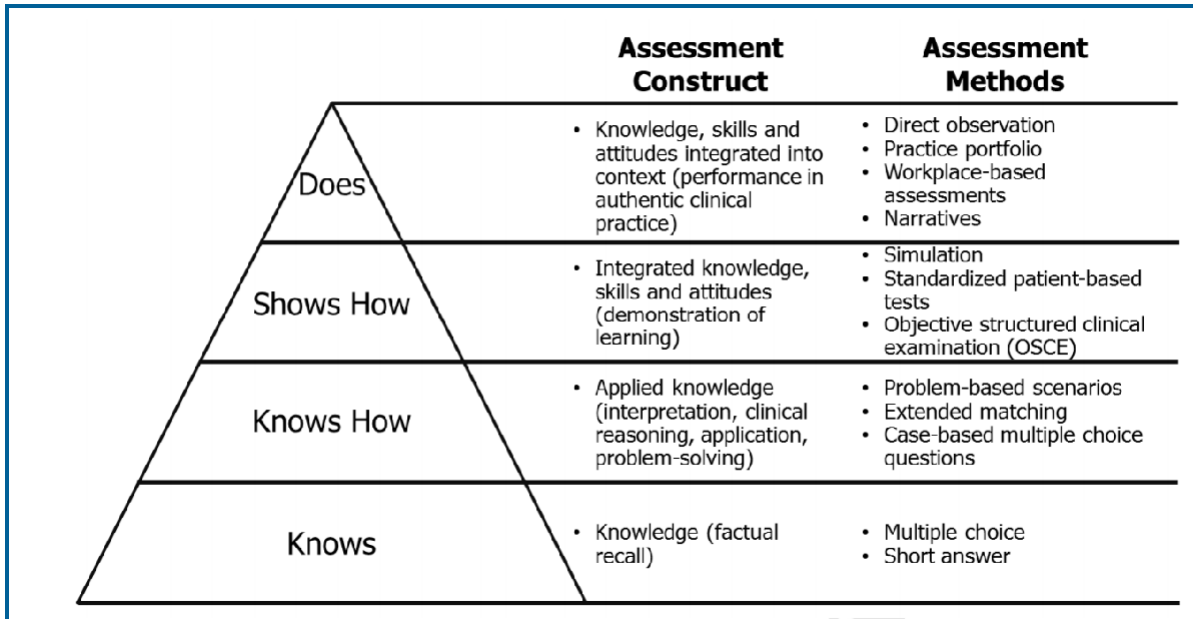 Assessment
Construct
Assessment
Methods
Does
• Knowledge, skills and
attitudes integrated into
context (performance in
authentic clinical
practice)
• Direct observation
• Practice portfolio
• Workplace-based
assessments
• Narratives
Shows How
• Integrated knowledge,
skills and attitudes
(demonstration of
learning)
• Simulation
• Standardized patient-based
tests
• Objective structured clinical
examination (OSCE)
Knows How
• Applied knowledge
(interpretation, clinical
reasoning, application,
problem-solving)
• Problem-based scenarios
• Extended matching
• Case-based multiple choice
questions
Knows
• Knowledge (factual
recall)
• Multiple choice
• Short answer